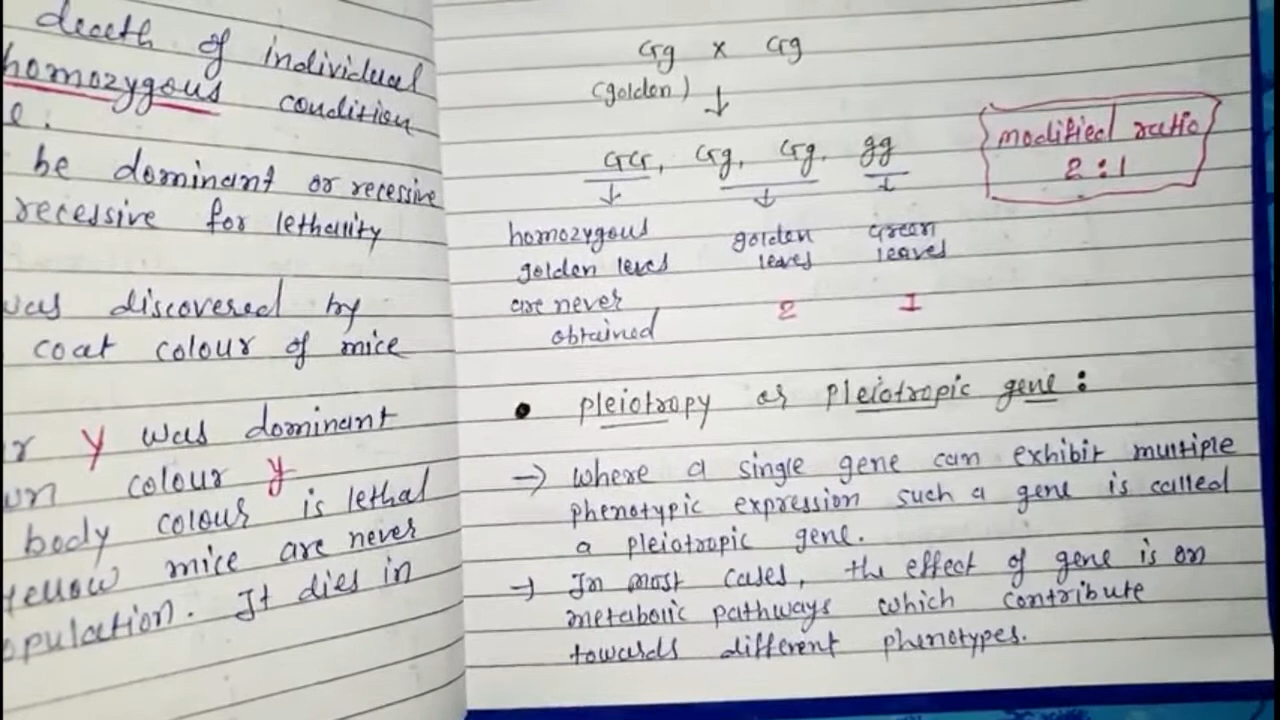 death of individual
homozygous condition
e.
be dominant or recessive
recessive for lethality
was discovered by
coat colour of mice
r y was dominant
wn colour y
body colour is lethal
Yellow mice are never
opulation. It dies in
Gg x Gg
(golden)
↓
GG, Gg, Gg, gg
↓ ↓ ↓
homozygous golden Green
golden leves leaves leaves
are never 2 1
obtained
modified ratio
2:1
• pleiotropy or pleiotropic gene:
→ where a single gene can exhibit multiple
phenotypic expression such a gene is called
a pleiotropic gene.
→ In most cases, the effect of gene is on
metabolic pathways which contribute
towards different phenotypes.